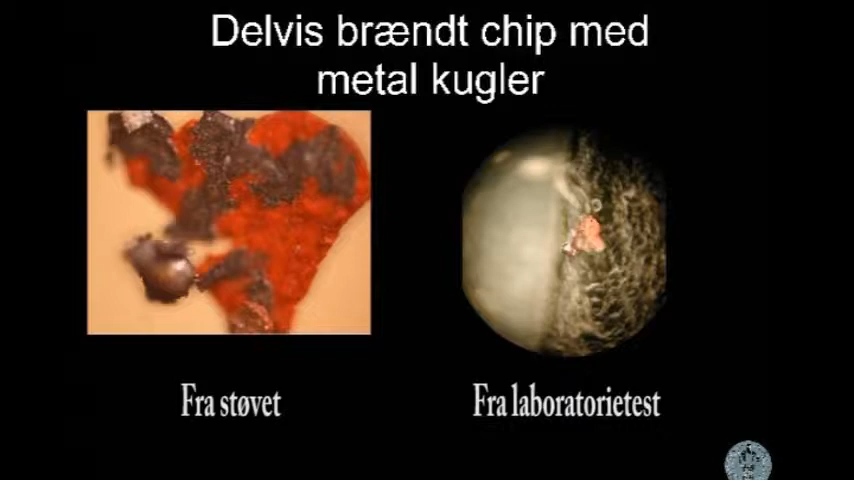 Delvis brændt chip med
metal kugler
Fra støvet
Fra laboratorietest